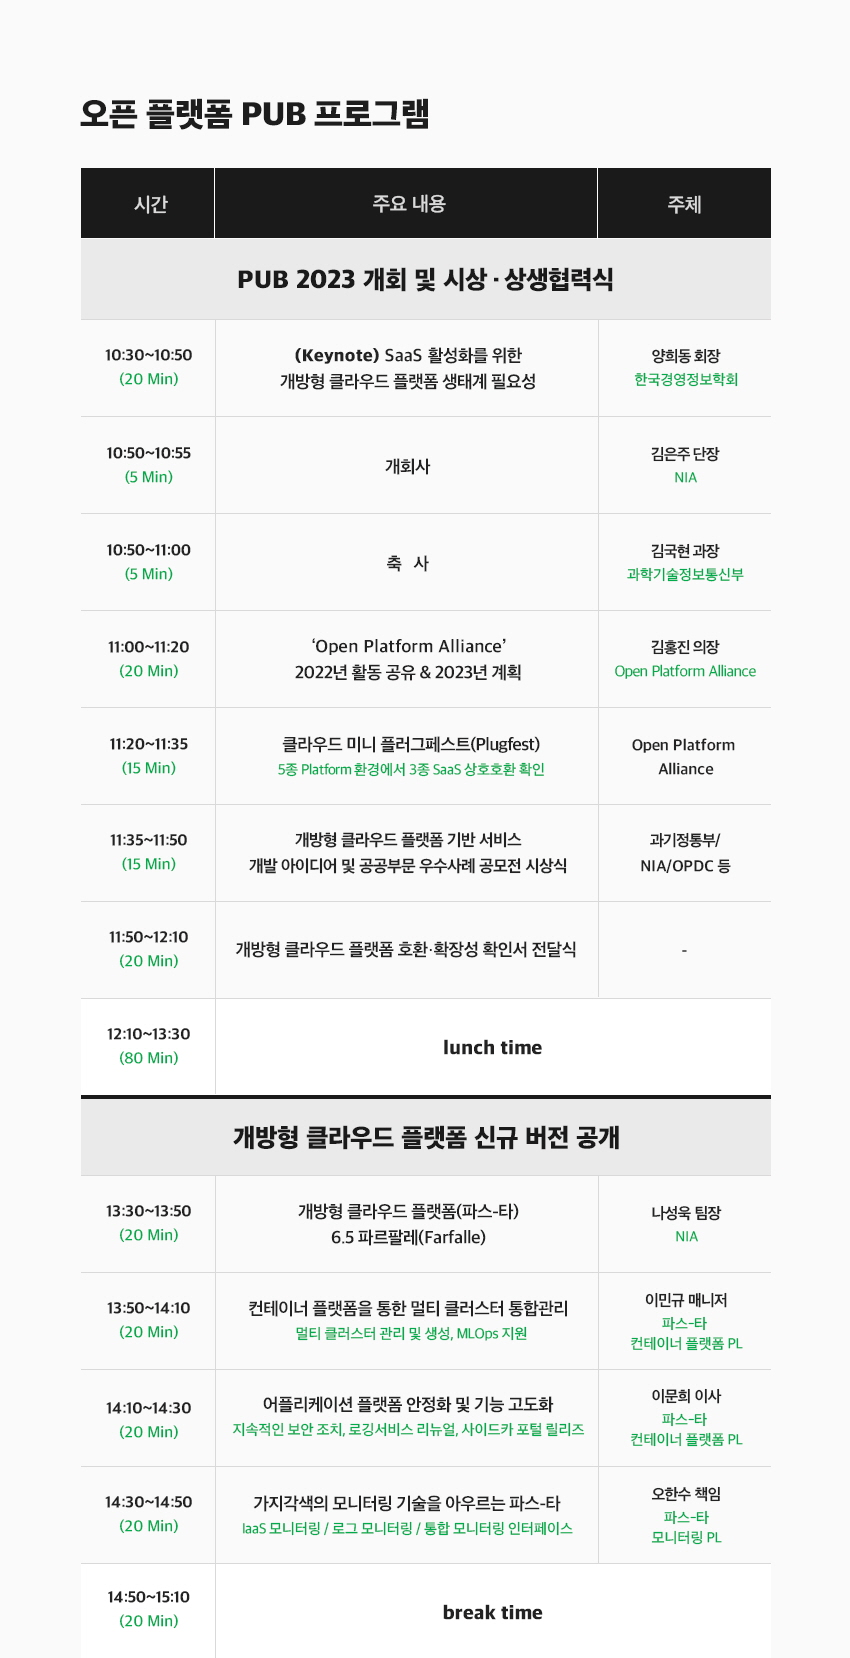 오픈 플랫폼 PUB 프로그램
시간 주요 내용 주체
PUB 2023 개회 및 시상 · 상생협력식
10:30~10:50
(20 Min)
(Keynote) SaaS 활성화를 위한
개방형 클라우드 플랫폼 생태계 필요성
양희동 회장
한국경영정보학회
10:50~10:55
(5 Min)
개회사
김은주 단장
NIA
10:50~11:00
(5 Min)
축 사
김국현 과장
과학기술정보통신부
11:00~11:20
(20 Min)
‘Open Platform Alliance’
2022년 활동 공유 & 2023년 계획
김홍진 의장
Open Platform Alliance
11:20~11:35
(15 Min)
클라우드 미니 플러그페스트(Plugfest)
5종 Platform 환경에서 3종 SaaS 상호호환 확인
Open Platform
Alliance
11:35~11:50
(15 Min)
개방형 클라우드 플랫폼 기반 서비스
개발 아이디어 및 공공부문 우수사례 공모전 시상식
과기정통부/
NIA/OPDC 등
11:50~12:10
(20 Min)
개방형 클라우드 플랫폼 호환·확장성 확인서 전달식
-
12:10~13:30
(80 Min)
lunch time
개방형 클라우드 플랫폼 신규 버전 공개
13:30~13:50
(20 Min)
개방형 클라우드 플랫폼(파스-타)
6.5 파르팔레(Farfalle)
나성욱 팀장
NIA
13:50~14:10
(20 Min)
컨테이너 플랫폼을 통한 멀티 클러스터 통합관리
멀티 클러스터 관리 및 생성, MLOps 지원
이민규 매니저
파스-타
컨테이너 플랫폼 PL
14:10~14:30
(20 Min)
어플리케이션 플랫폼 안정화 및 기능 고도화
지속적인 보안 조치, 로깅서비스 리뉴얼, 사이드카 포털 릴리즈
이문희 이사
파스-타
컨테이너 플랫폼 PL
14:30~14:50
(20 Min)
가지각색의 모니터링 기술을 아우르는 파스-타
IaaS 모니터링 / 로그 모니터링 / 통합 모니터링 인터페이스
오한수 책임
파스-타
모니터링 PL
14:50~15:10
(20 Min)
break time